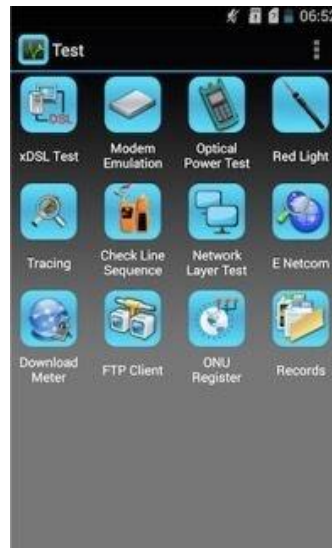 06:52
Test
DSL
xDSL Test
Modem
Emulation
Optical
Power Test
Red Light
Tracing
Check Line
Sequence
Network
Layer Test
E Netcom
Download
Meter
FTP Client
ONU
Register
Records